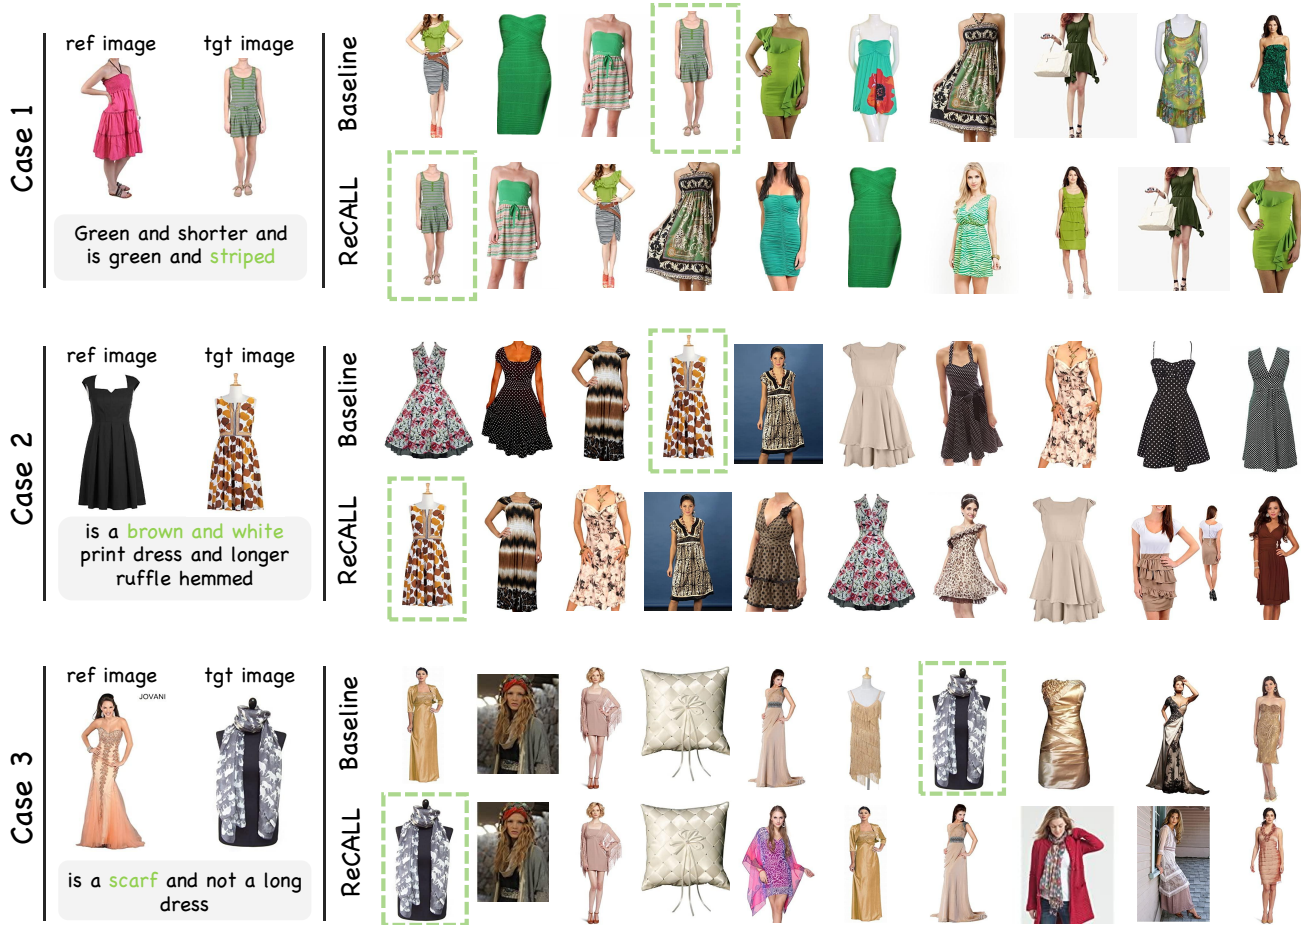 Case 1
ref image
tgt image
Green and shorter and
is green and striped
Baseline
ReCALL
Case 2
ref image
tgt image
is a brown and white
print dress and longer
ruffle hemmed
Baseline
ReCALL
Case 3
ref image
tgt image
JOVANI
is a scarf and not a long
dress
Baseline
ReCALL